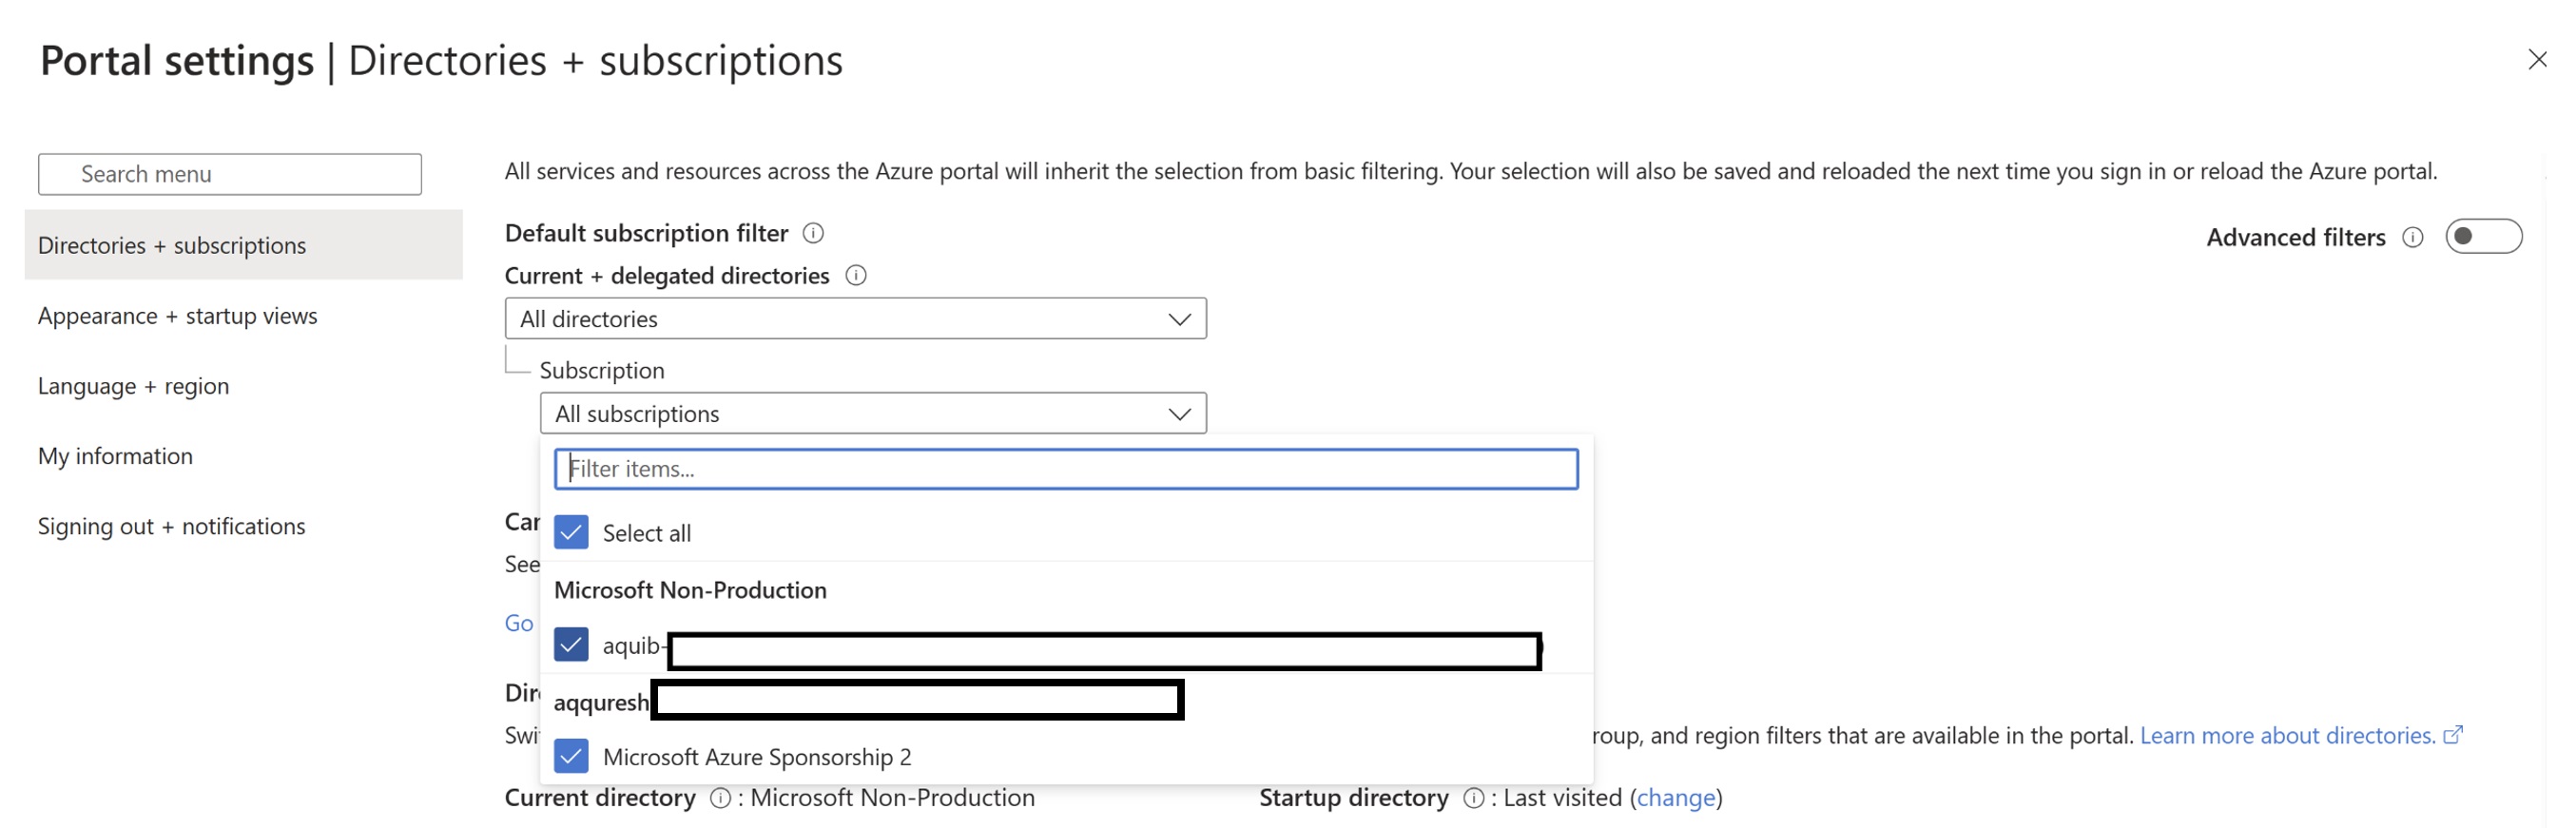 Portal settings | Directories + subscriptions
Search menu
Directories + subscriptions
Appearance + startup views
Language + region
My information
Signing out + notifications
All services and resources across the Azure portal will inherit the selection from basic filtering. Your selection will also be saved and reloaded the next time you sign in or reload the Azure portal.
Default subscription filter
Advanced filters
Current + delegated directories
All directories
Subscription
All subscriptions
Filter items...
Select all
See
Go
Microsoft Non-Production
aquib-
aqquresh
roup, and region filters that are available in the portal. Learn more about directories.
Microsoft Azure Sponsorship 2
Current directory : Microsoft Non-Production
Startup directory : Last visited (change)